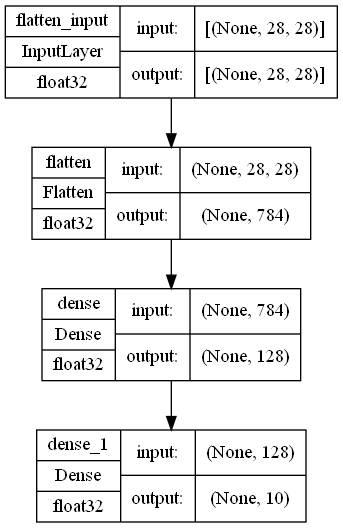 flatten_input
InputLayer
float32
input:
[(None, 28, 28)]
output:
[(None, 28, 28)]
flatten
Flatten
float32
input:
(None, 28, 28)
output:
(None, 784)
dense
Dense
float32
input:
(None, 784)
output:
(None, 128)
dense_1
Dense
float32
input:
(None, 128)
output:
(None, 10)